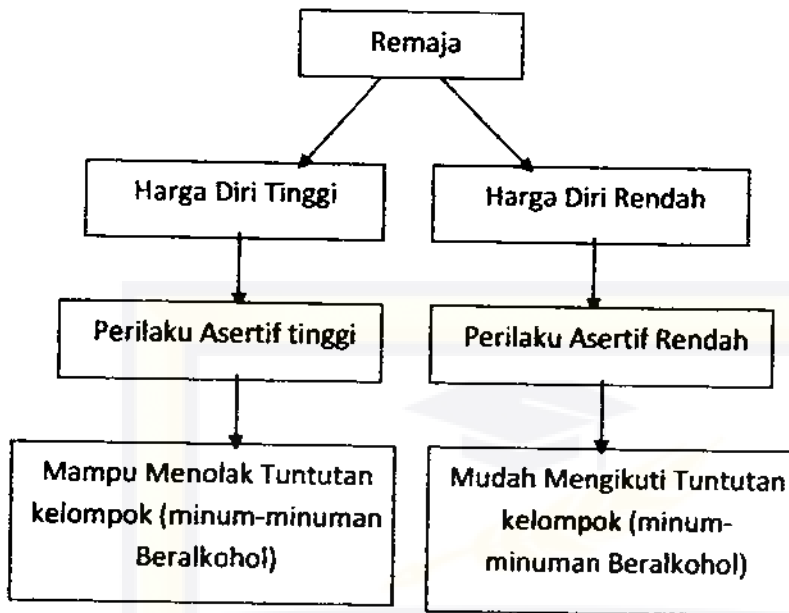 Remaja
Harga Diri Tinggi
Harga Diri Rendah
Perilaku Asertif tinggi
Perilaku Asertif Rendah
Mampu Menolak Tuntutan
kelompok (minum-minuman
Beralkohol)
Mudah Mengikuti Tuntutan
kelompok (minum-
minuman Beralkohol)